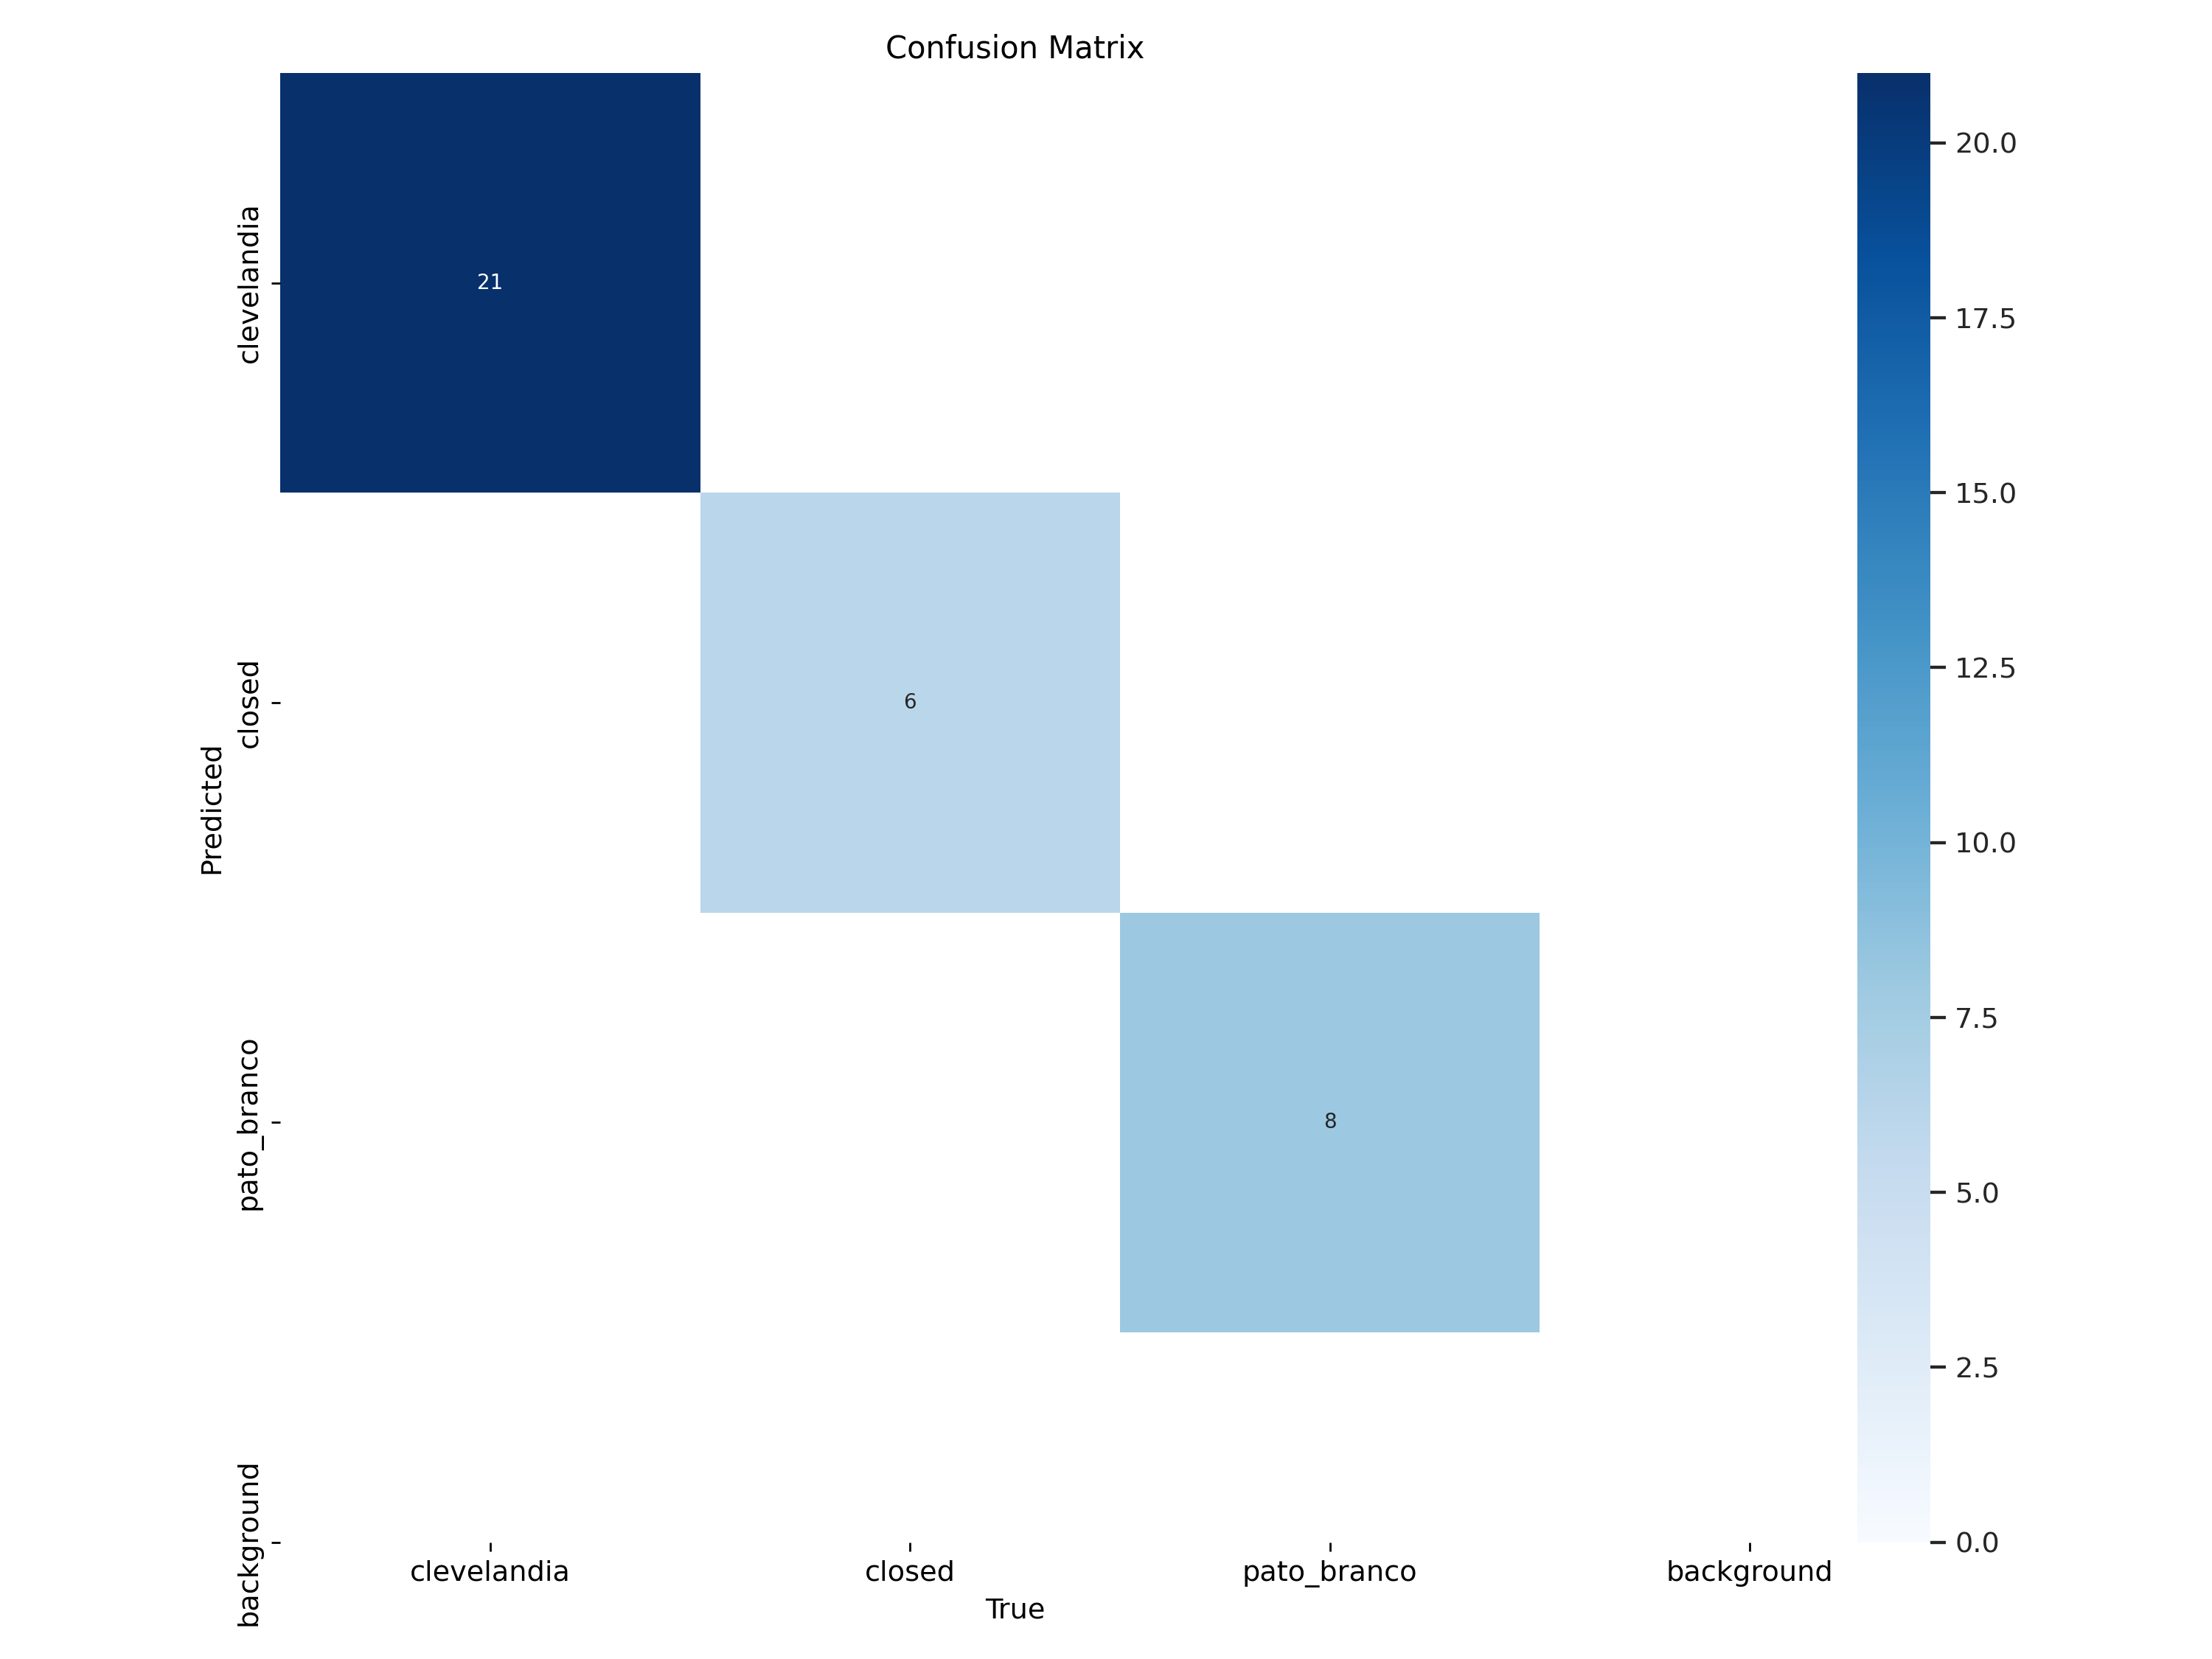 Confusion Matrix
clevelandia
closed
pato_branco
background
Predicted
21
6
8
20.0
17.5
15.0
12.5
10.0
7.5
5.0
2.5
0.0
clevelandia closed pato_branco background
True